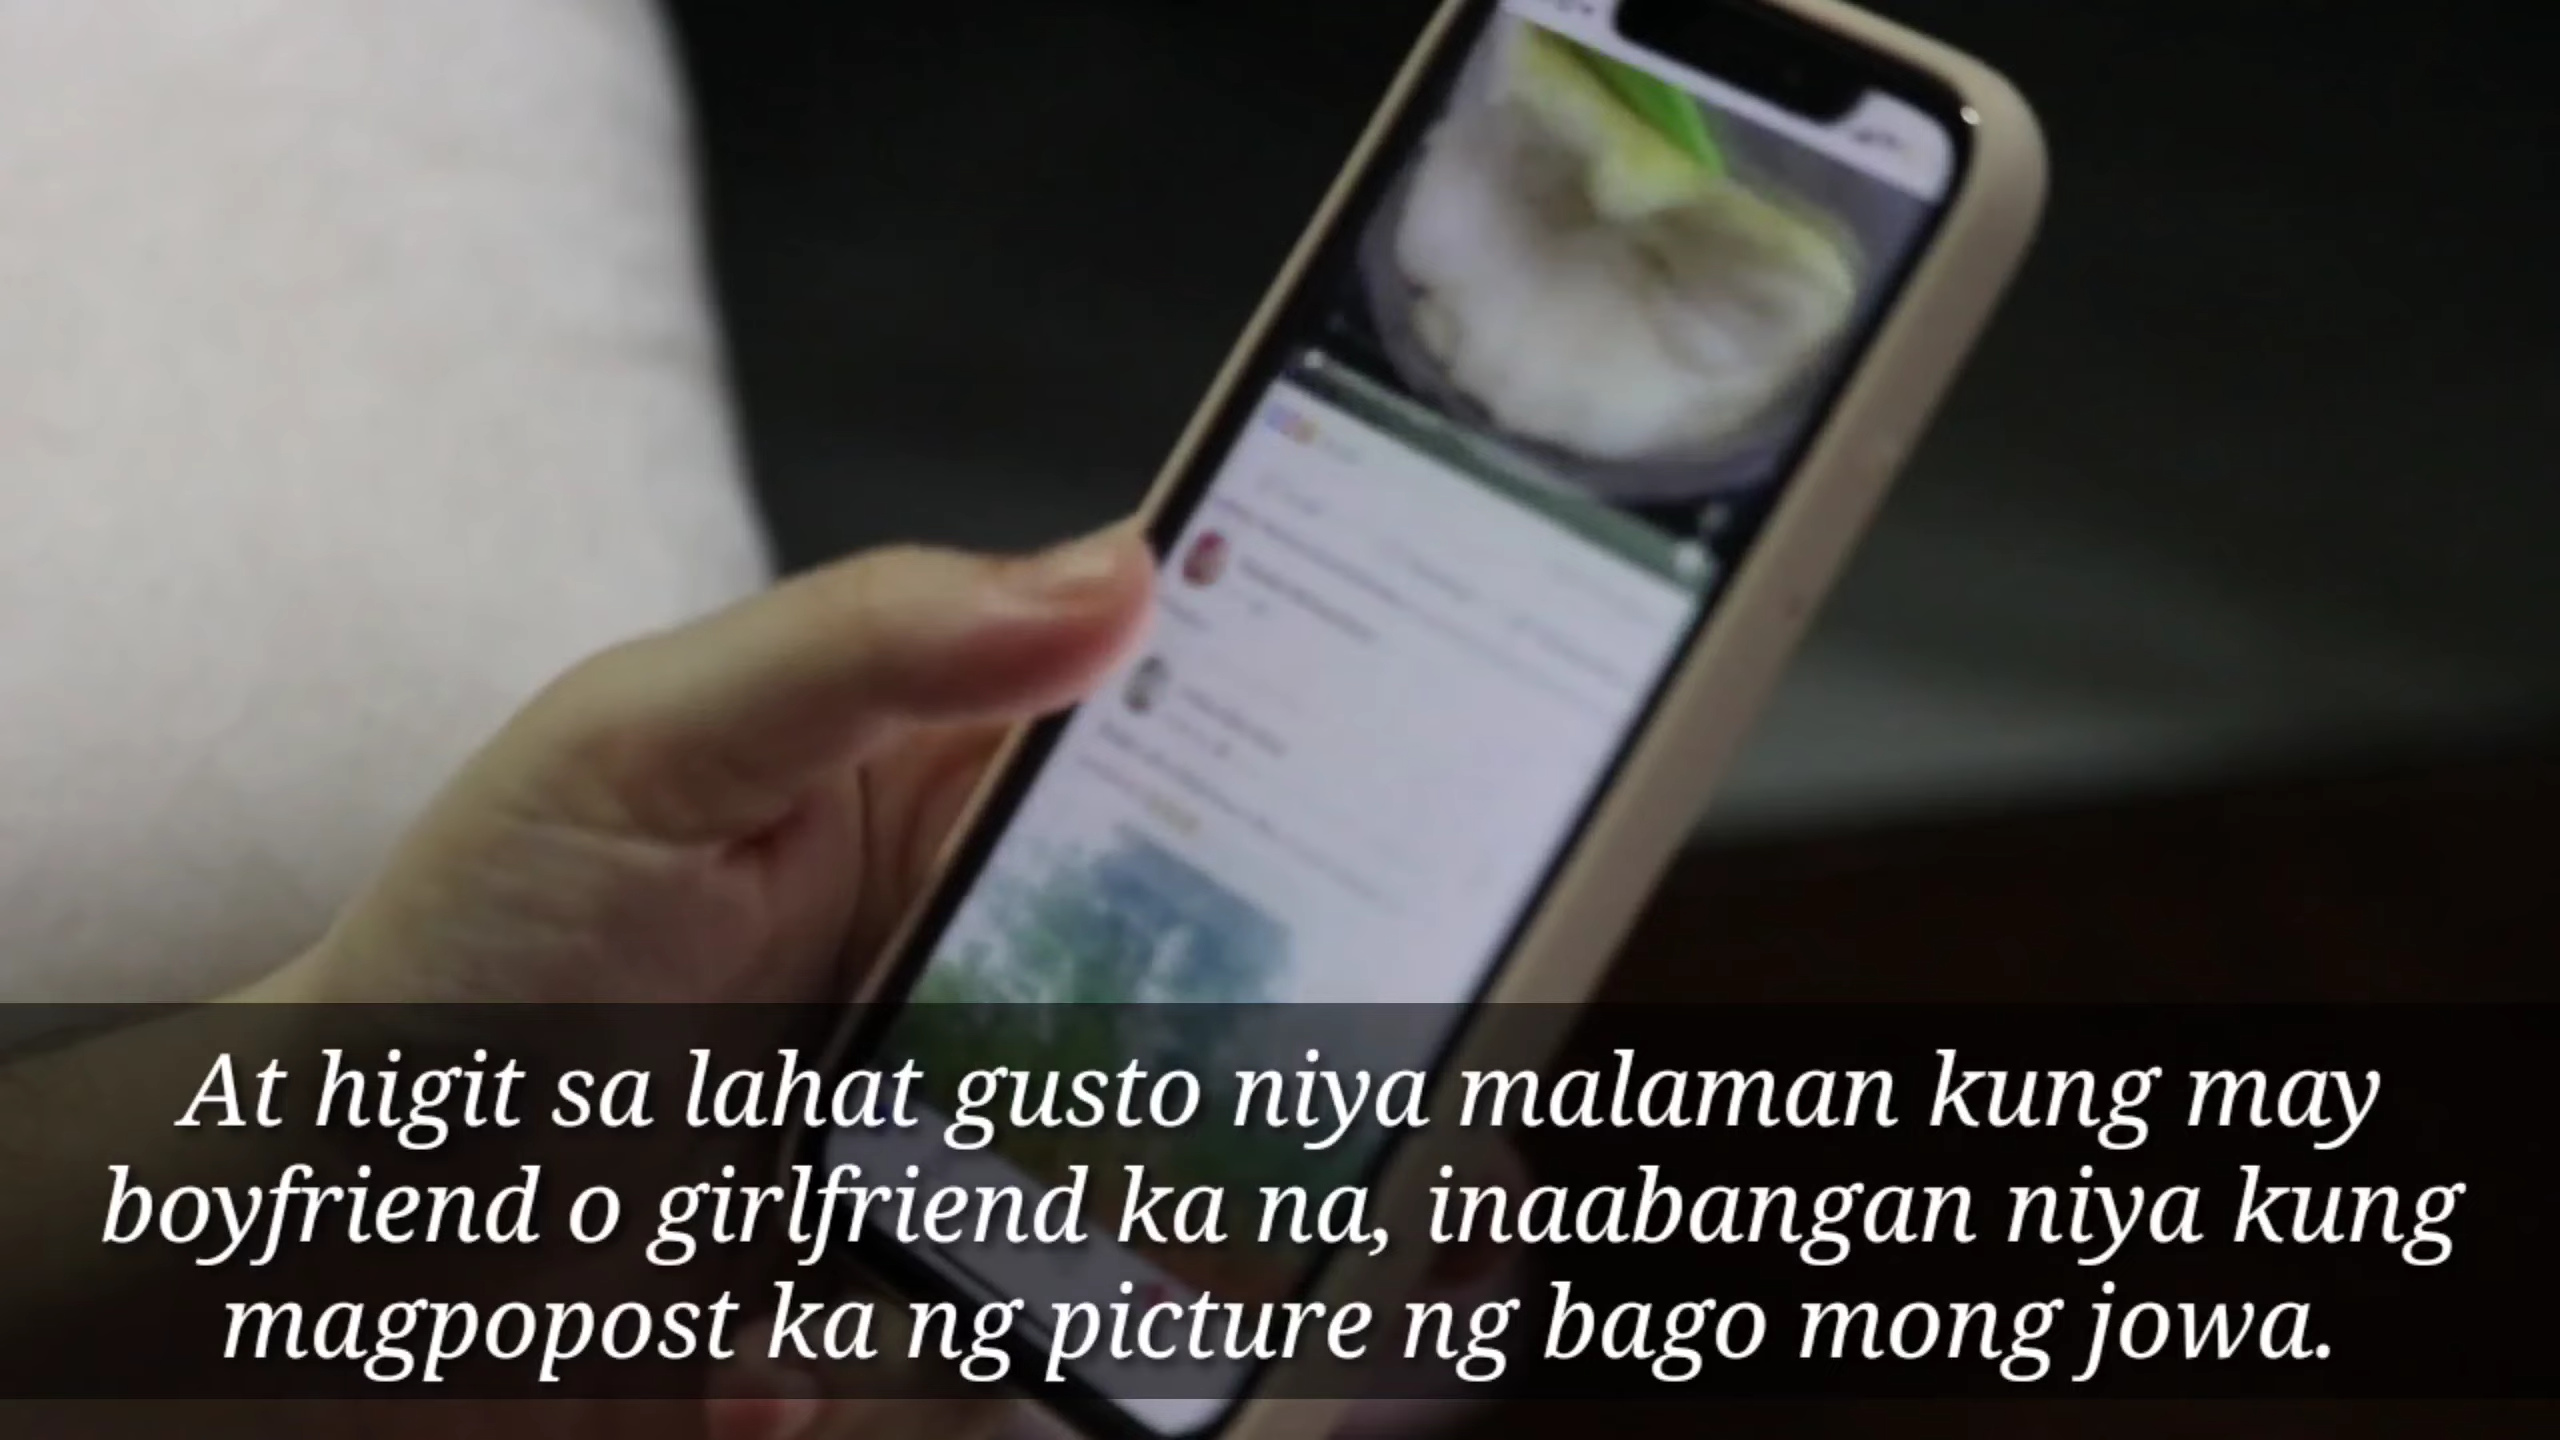 At higit sa lahat gusto niya malaman kung may
boyfriend o girlfriend ka na, inaabangan niya kung
magpopost ka ng picture ng bago mong jowa.